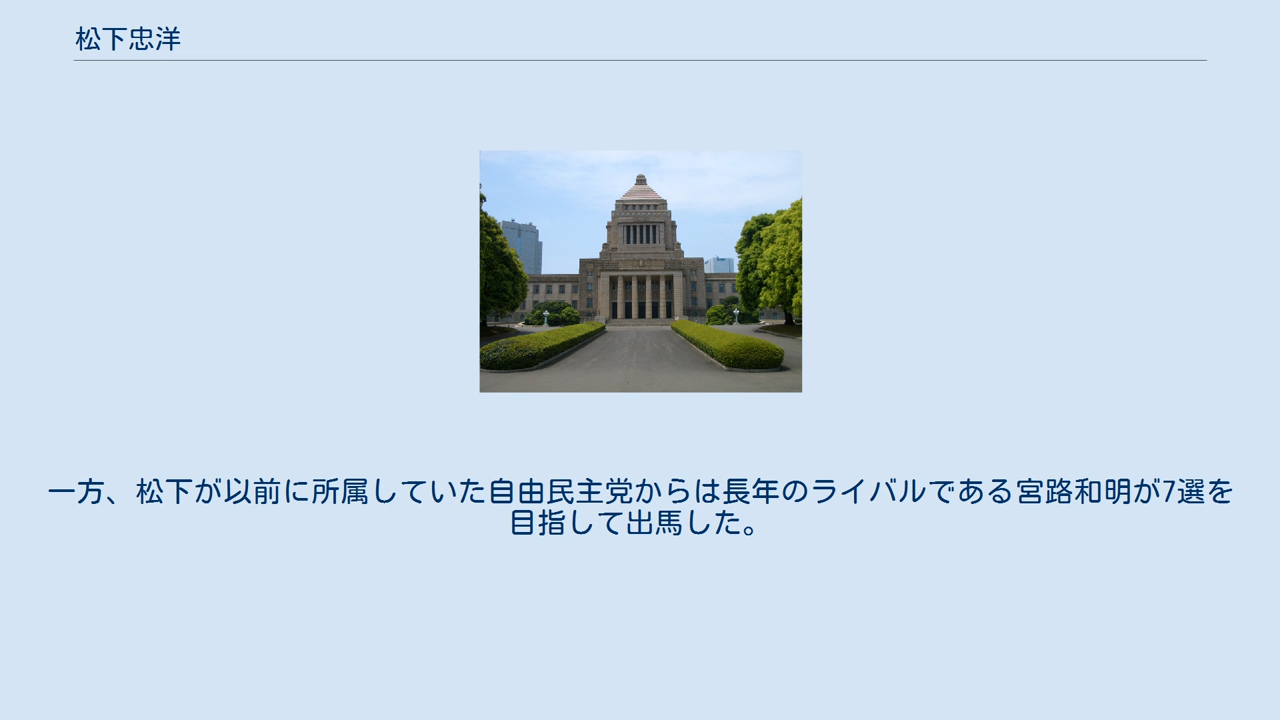 松下忠洋
一方、松下が以前に所属していた自由民主党からは長年のライバルである宮路和明が7選を
目指して出馬した。